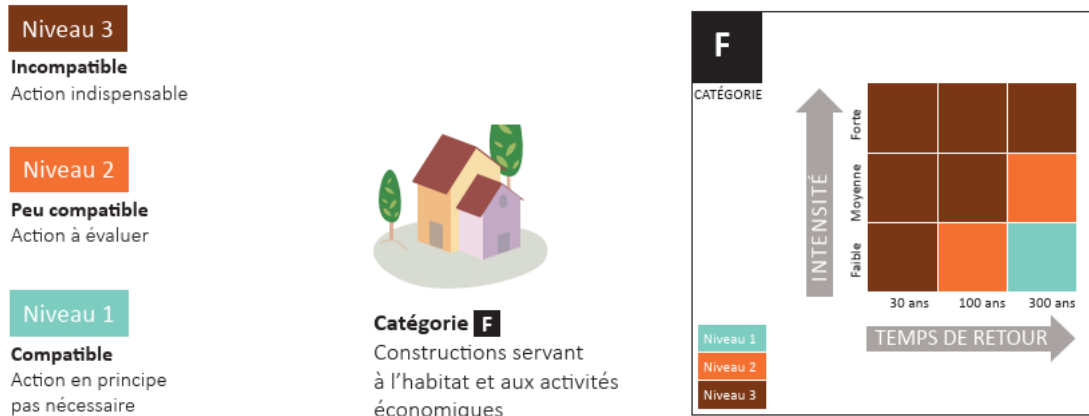 Niveau 3
Incompatible
Action indispensable
Niveau 2
Peu compatible
Action à évaluer
Niveau 1
Compatible
Action en principe
pas nécessaire
Catégorie F
Constructions servant
à l'habitat et aux activités
économiques
F
CATÉGORIE
INTENSITÉ
Forte
Moyenne
Faible
30 ans
100 ans
300 ans
TEMPS DE RETOUR
Niveau 1
Niveau 2
Niveau 3